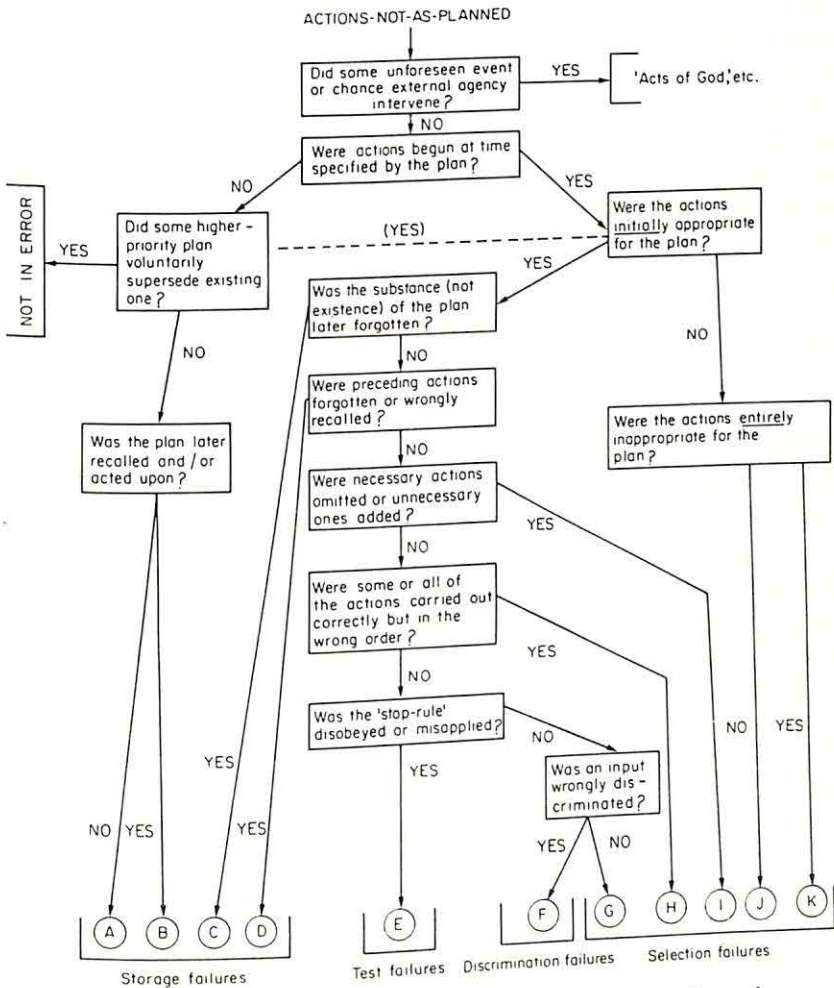 ACTIONS-NOT-AS-PLANNED
Did some unforeseen event
or chance external agency
intervene?
YES
'Acts of God,' etc.
NO
Were actions begun at time
specified by the plan?
NO
YES
NOT IN ERROR
YES
Did some higher-
priority plan
voluntarily
supersede existing
one?
(YES)
Were the actions
initially appropriate
for the plan?
YES
Was the substance (not
existence) of the plan
later forgotten?
NO
NO
NO
Were preceding actions
forgotten or wrongly
recalled?
Was the plan later
recalled and / or
acted upon?
Were the actions entirely
inappropriate for the
plan?
NO
Were necessary actions
omitted or unnecessary
ones added?
YES
NO
Were some or all of
the actions carried out
correctly but in the
wrong order?
YES
NO
Was the 'stop-rule'
disobeyed or misapplied?
NO
YES
YES
NO
YES
Was an input
wrongly dis-
criminated?
NO
YES
YES
YES
NO
A
B
C
D
E
F
G
H
I
J
K
Storage failures
Test failures
Discrimination failures
Selection failures